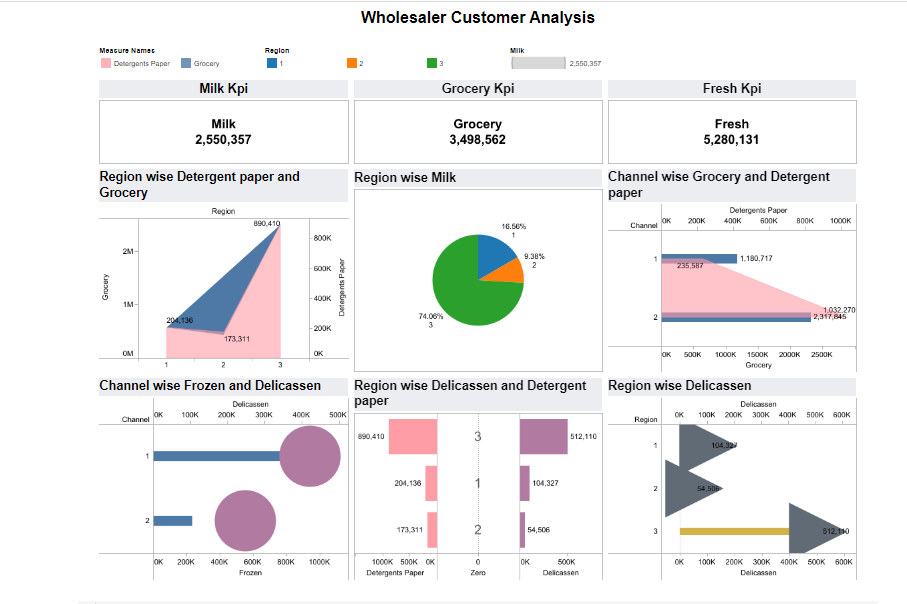 Wholesaler Customer Analysis
Measure Names
Detergents Paper Grocery
Region
1 2 3
Milk
2,550,357
Milk Kpi
Milk
2,550,357
Grocery Kpi
Grocery
3,498,562
Fresh Kpi
Fresh
5,280,131
Region wise Detergent paper and
Grocery
Region
890,410
2M
1M
0M
Grocery
800K
600K
400K
200K
0K
Detergents Paper
204,136
173,311
1 2 3
Region wise Milk
16.56%
1
9.38%
2
74.06%
3
Channel wise Grocery and Detergent
paper
Detergents Paper
Channel 0K 200K 400K 600K 800K 1000K
1 1,180,717
235,587
1,032,270
2 2,317,845
0K 500K 1000K 1500K 2000K 2500K
Grocery
Channel wise Frozen and Delicassen
Delicassen
Channel 0K 100K 200K 300K 400K 500K
1
2
0K 200K 400K 600K 800K 1000K
Frozen
Region wise Delicassen and Detergent
paper
890,410 3 512,110
204,136 1 104,327
173,311 2 54,506
1000K 500K 0K 0 0K 500K
Detergents Paper Zero Delicassen
Region wise Delicassen
Delicassen
Region 0K 100K 200K 300K 400K 500K 600K
1 104,327
2 54,506
3 512,110
0K 100K 200K 300K 400K 500K 600K
Delicassen